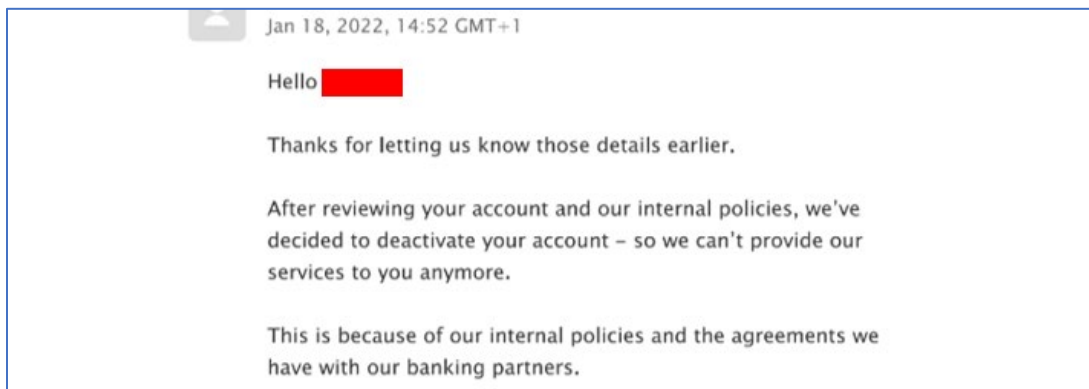 Jan 18, 2022, 14:52 GMT+1
Hello
Thanks for letting us know those details earlier.
After reviewing your account and our internal policies, we've
decided to deactivate your account – so we can't provide our
services to you anymore.
This is because of our internal policies and the agreements we
have with our banking partners.